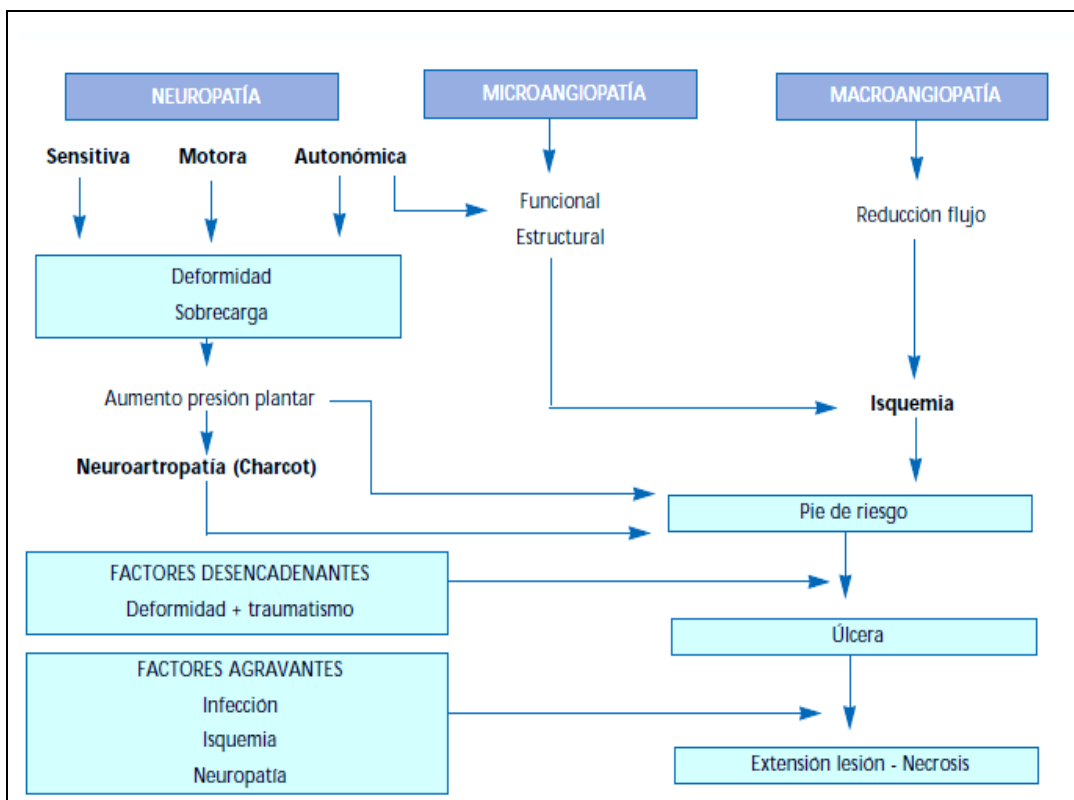 NEUROPATÍA
MICROANGIOPATÍA
MACROANGIOPATÍA
Sensitiva Motora Autonómica
Funcional
Estructural
Reducción flujo
Deformidad
Sobrecarga
Aumento presión plantar
Isquemia
Neuroartropatía (Charcot)
Pie de riesgo
FACTORES DESENCADENANTES
Deformidad + traumatismo
Úlcera
FACTORES AGRAVANTES
Infección
Isquemia
Neuropatía
Extensión lesión - Necrosis